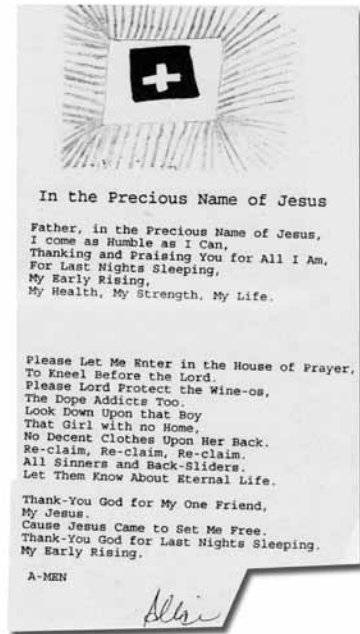 In the Precious Name of Jesus
Father, in the Precious Name of Jesus,
I come as Humble as I Can,
Thanking and Praising You for All I Am,
For Last Nights Sleeping,
My Early Rising,
My Health, My Strength, My Life.
Please Let Me Enter in the House of Prayer,
To Kneel Before the Lord.
Please Lord Protect the Wine-os,
The Dope Addicts Too.
Look Down Upon that Boy
That Girl with no Home,
No Decent Clothes Upon Her Back.
Re-claim, Re-claim, Re-claim.
All Sinners and Back-Sliders.
Let Them Know About Eternal Life.
Thank-You God for My One Friend,
My Jesus.
Cause Jesus Came to Set Me Free.
Thank-You God for Last Nights Sleeping.
My Early Rising.
A-MEN